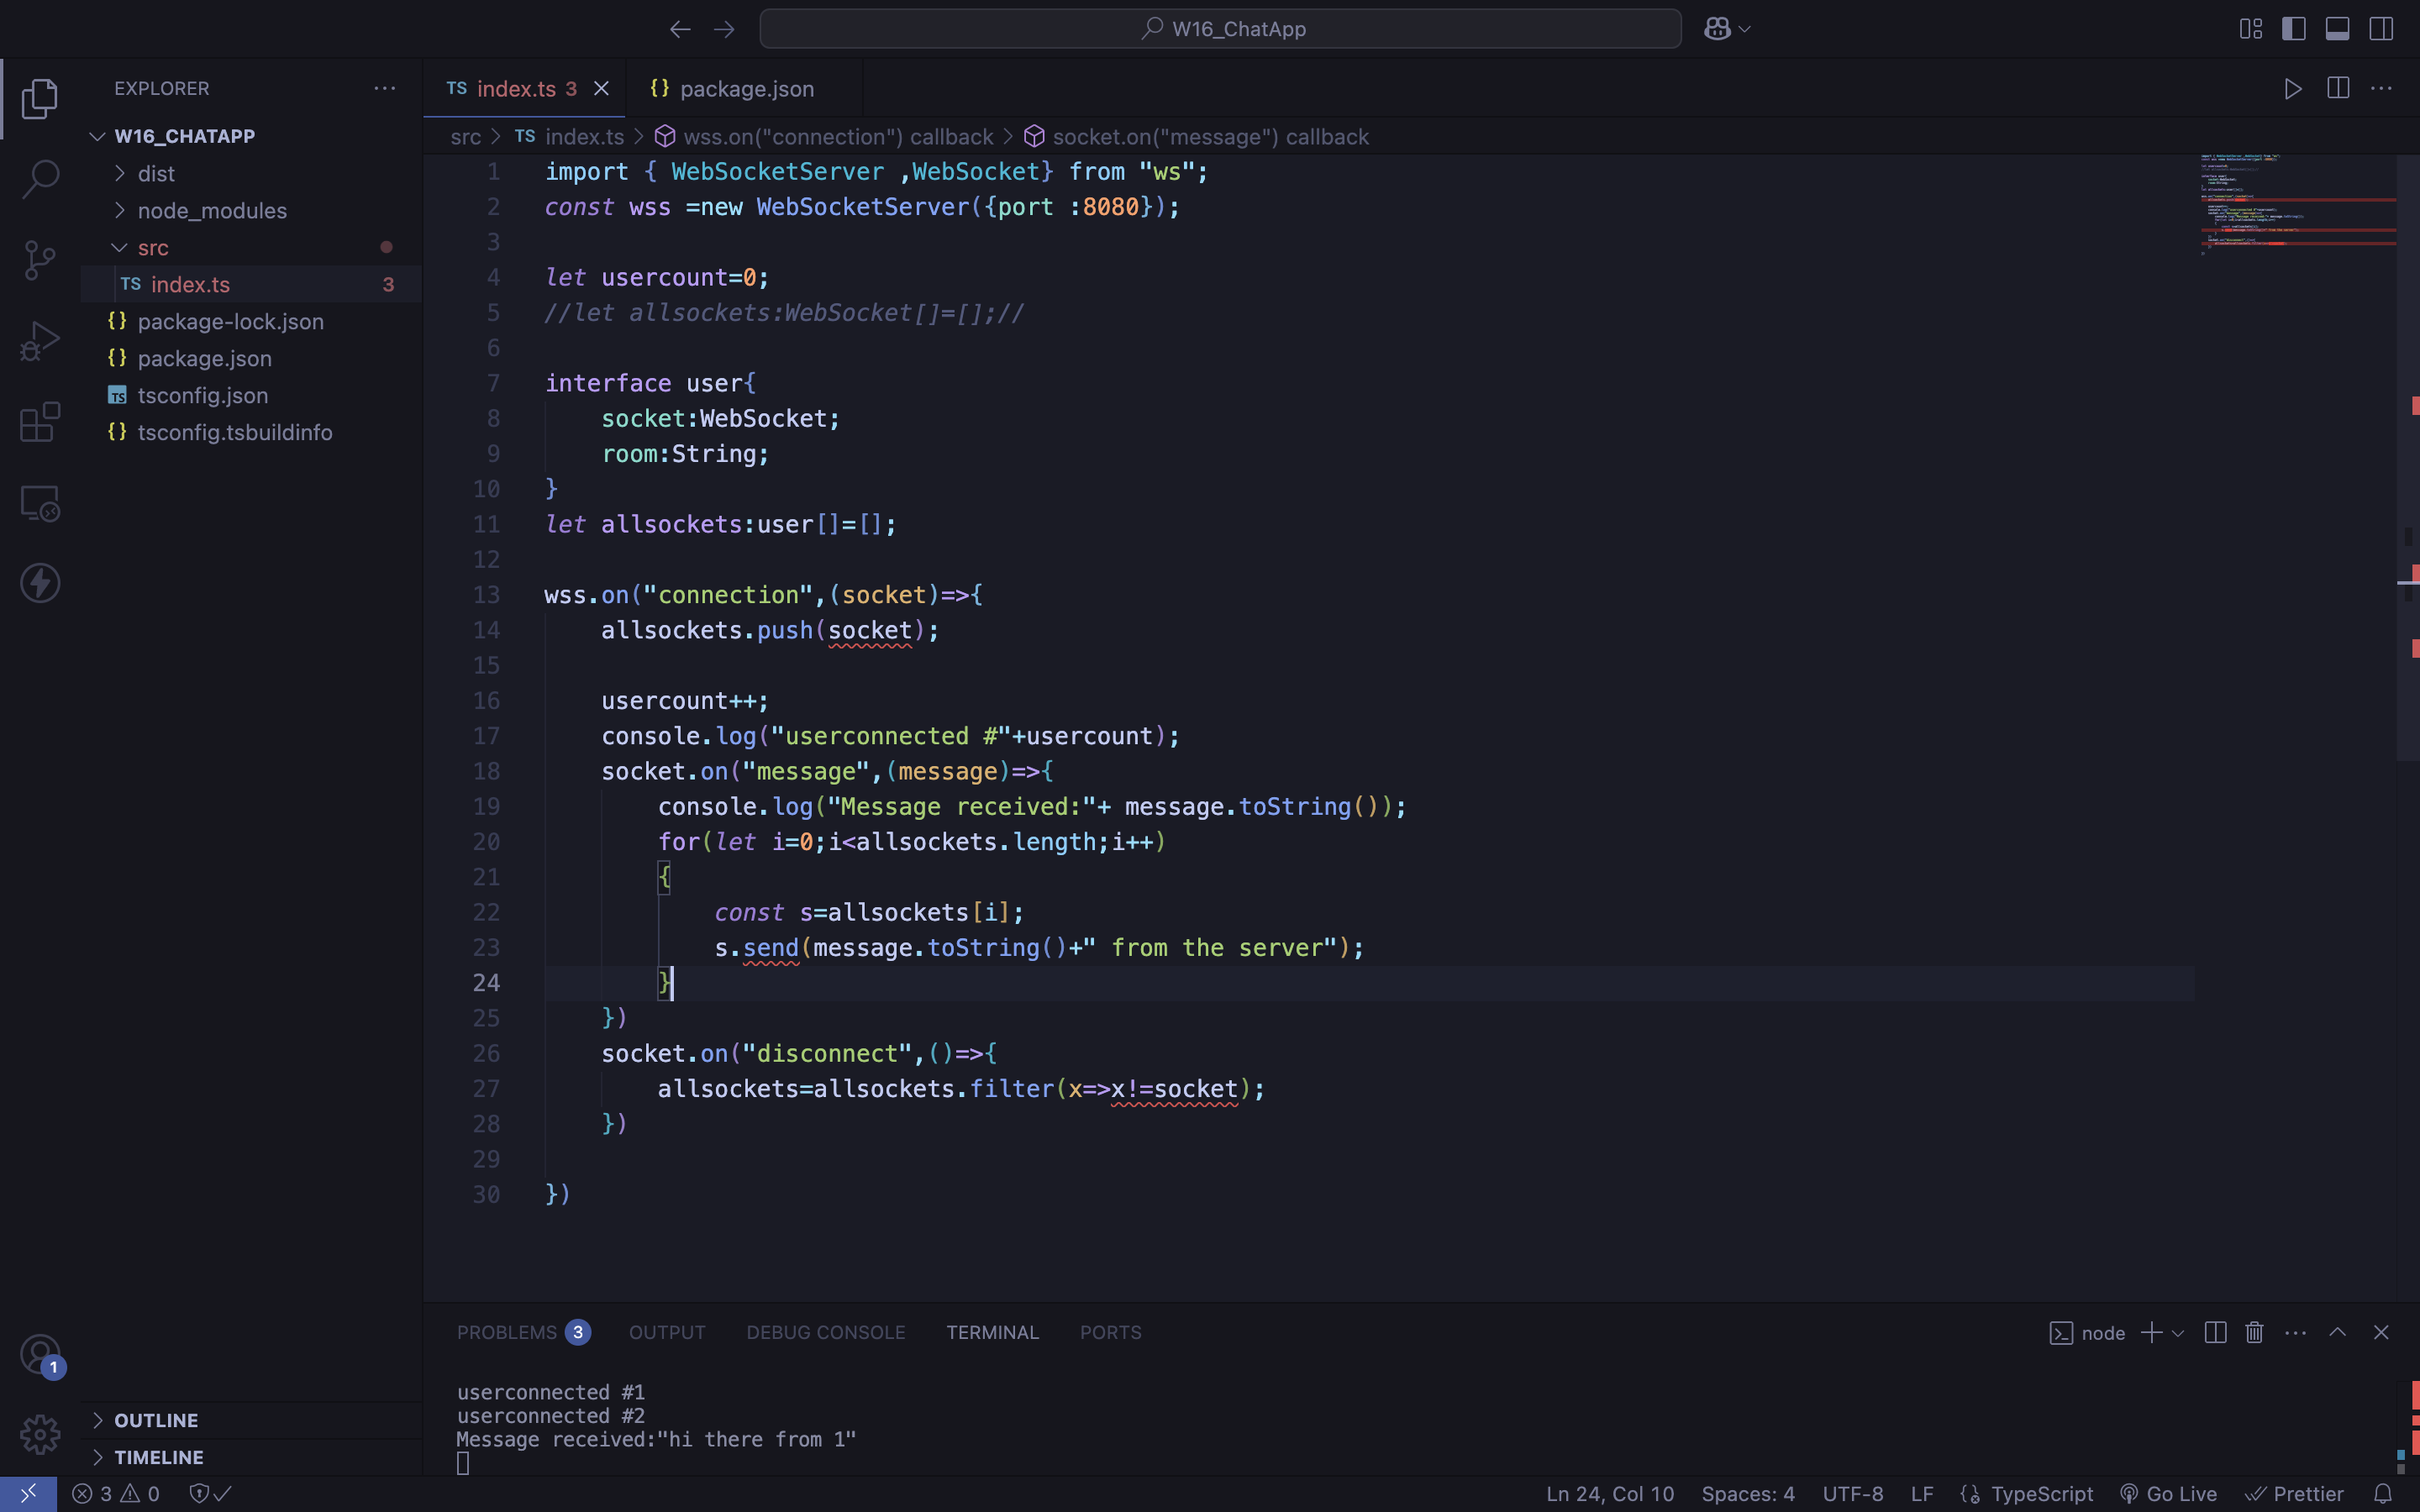 W16_ChatApp
EXPLORER
W16_CHATAPP
dist
node_modules
src
TS index.ts 3
{} package-lock.json
{} package.json
TS tsconfig.json
{} tsconfig.tsbuildinfo
OUTLINE
TIMELINE
1
TS index.ts 3
{} package.json
src > TS index.ts > wss.on("connection") callback > socket.on("message") callback
1 import { WebSocketServer ,WebSocket} from "ws";
2 const wss =new WebSocketServer({port :8080});
3
4 let usercount=0;
5 //let allsockets:WebSocket[]=[];//
6
7 interface user{
8     socket:WebSocket;
9     room:String;
10 }
11 let allsockets:user[]=[];
12
13 wss.on("connection",(socket)=>{
14     allsockets.push(socket);
15
16     usercount++;
17     console.log("userconnected #"+usercount);
18     socket.on("message",(message)=>{
19         console.log("Message received:"+ message.toString());
20         for(let i=0;i<allsockets.length;i++)
21         {
22             const s=allsockets[i];
23             s.send(message.toString()+" from the server");
24         }
25     })
26     socket.on("disconnect",()=>{
27         allsockets=allsockets.filter(x=>x!=socket);
28     })
29
30 })
PROBLEMS 3 OUTPUT DEBUG CONSOLE TERMINAL PORTS
node
userconnected #1
userconnected #2
Message received:"hi there from 1"
3 0
Ln 24, Col 10 Spaces: 4 UTF-8 LF TypeScript Go Live Prettier